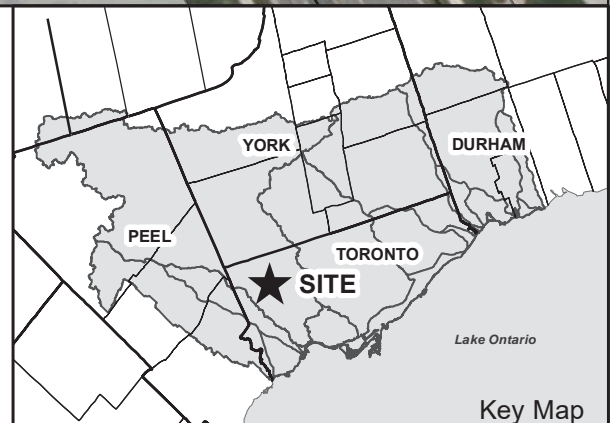 YORK
DURHAM
PEEL
TORONTO
SITE
Lake Ontario
Key Map